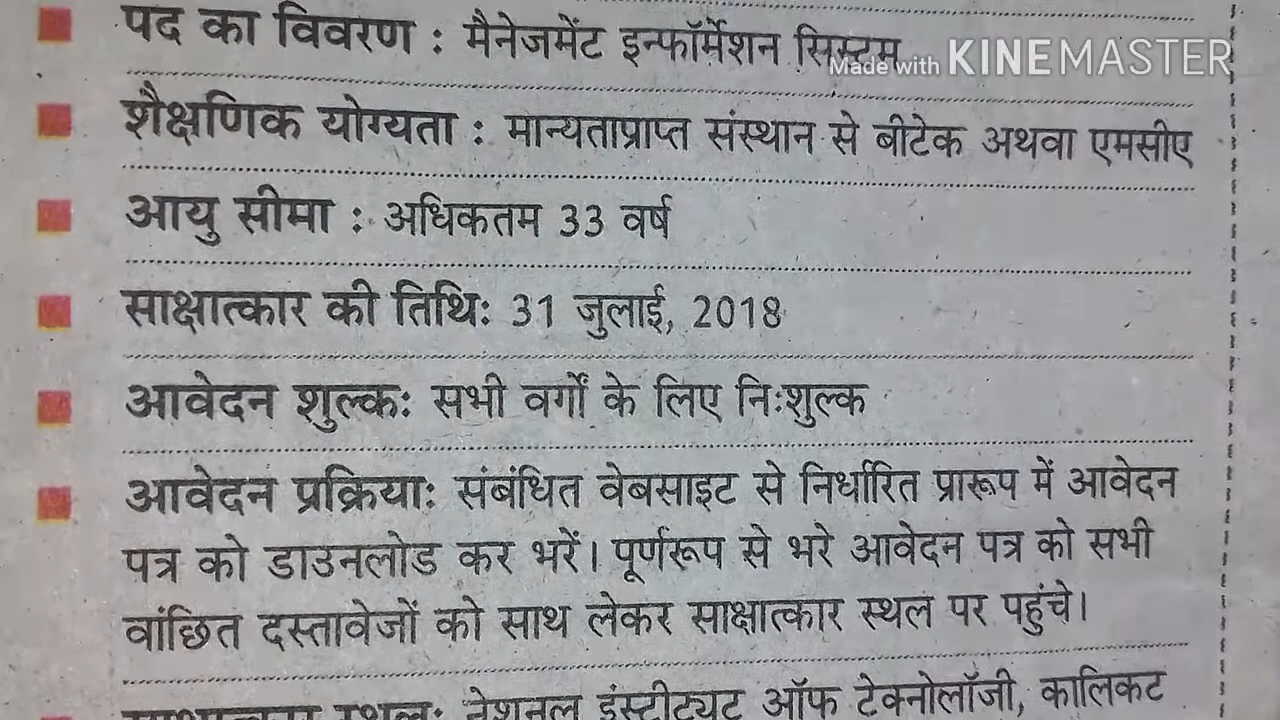 पद का विवरण : मैनेजमेंट इन्फॉर्मेशन सिस्टम
Made with KINEMASTER
शैक्षणिक योग्यता : मान्यताप्राप्त संस्थान से बीटेक अथवा एमसीए
आयु सीमा : अधिकतम 33 वर्ष
साक्षात्कार की तिथि: 31 जुलाई, 2018
आवेदन शुल्क: सभी वर्गों के लिए नि:शुल्क
आवेदन प्रक्रिया: संबंधित वेबसाइट से निर्धारित प्रारूप में आवेदन
पत्र को डाउनलोड कर भरें। पूर्णरूप से भरे आवेदन पत्र को सभी
वांछित दस्तावेजों को साथ लेकर साक्षात्कार स्थल पर पहुंचे।
साक्षात्कार स्थल: नेशनल इंस्टीट्यूट ऑफ टेक्नोलॉजी, कालिकट